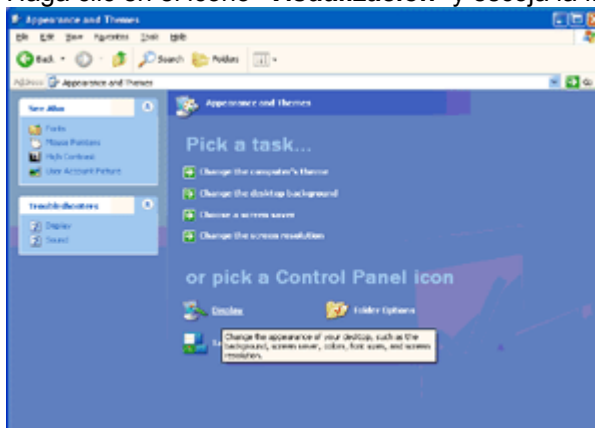 Haga clic en el icono "Visualización" y escoja la
Appearance and Themes
File Edit View Favorites Tools Help
Back Search Folders
Address Appearance and Themes Go
See Also
Fonts
Mouse Pointers
High Contrast
User Account Picture
Troubleshooters
Display
Sound
Appearance and Themes
Pick a task...
Change the computer's theme
Change the desktop background
Choose a screen saver
Change the screen resolution
or pick a Control Panel icon
Display Folder Options
Change the appearance of your desktop, such as the
background, screen saver, colors, font sizes, and screen
resolution.